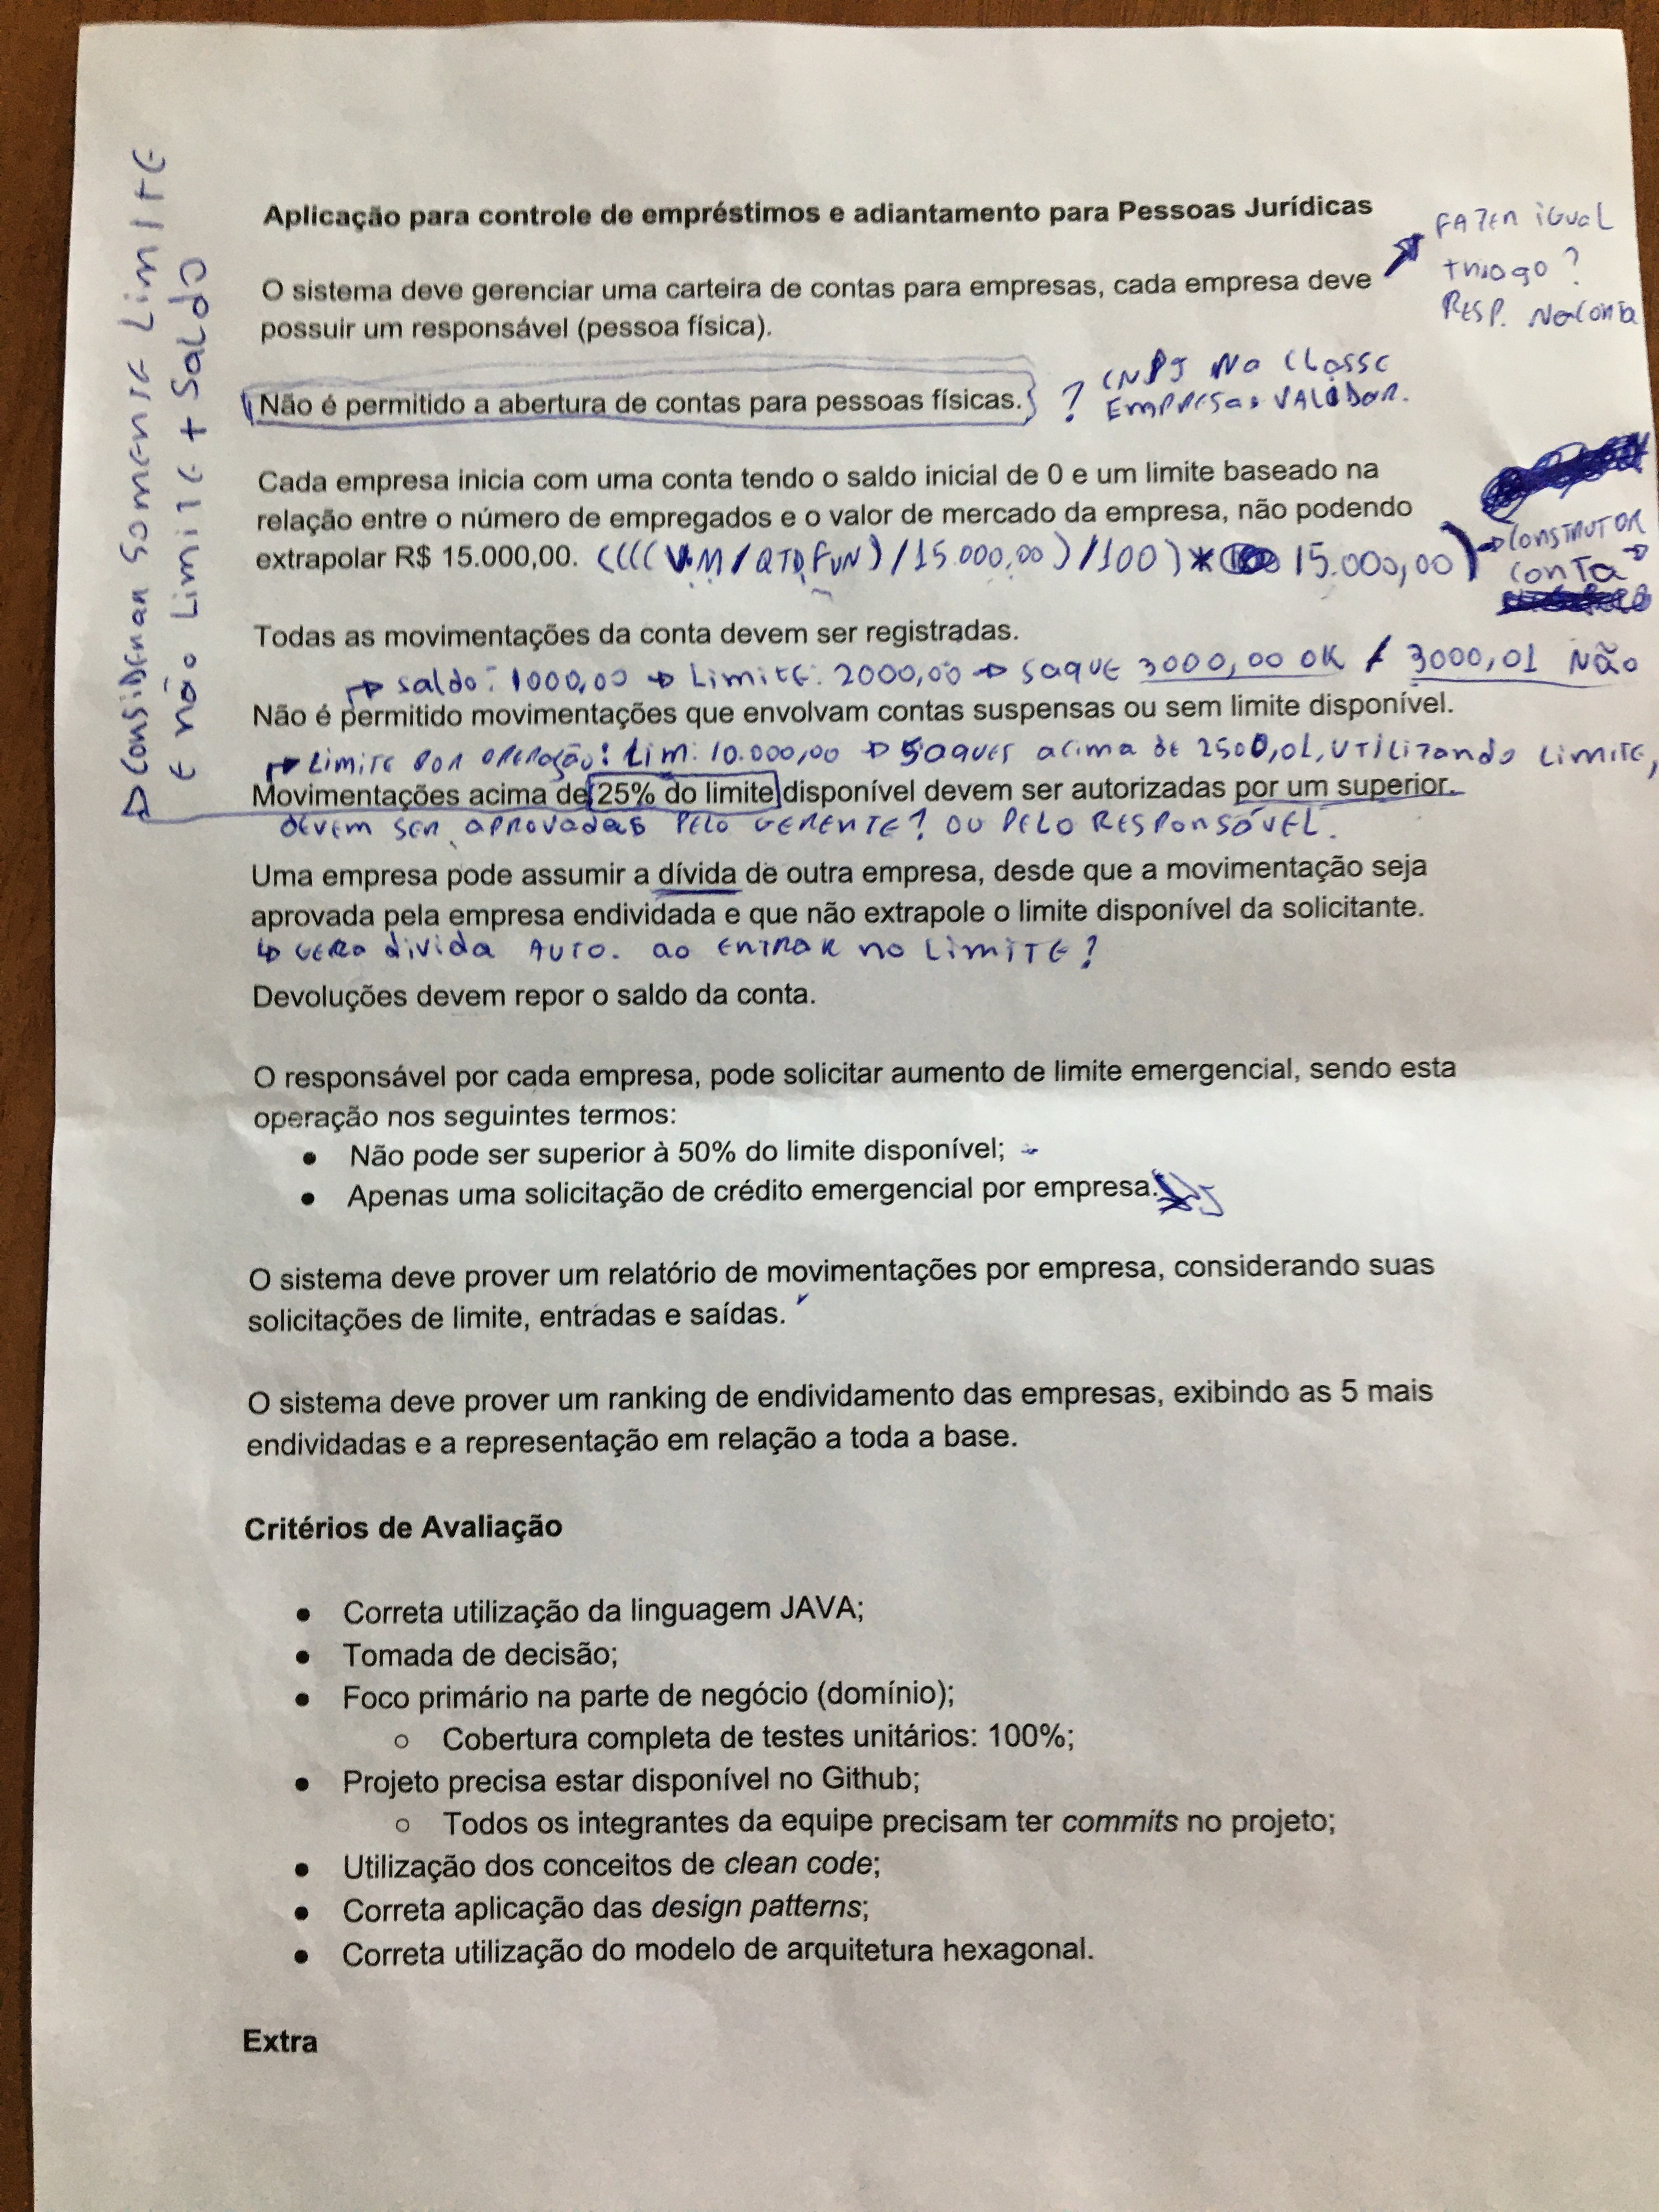 Aplicação para controle de empréstimos e adiantamento para Pessoas Jurídicas
FAZER IGUAL
THIAGO?
RESP. NA CONTA
O sistema deve gerenciar uma carteira de contas para empresas, cada empresa deve
possuir um responsável (pessoa física).
Não é permitido a abertura de contas para pessoas físicas.
? CNPJ NA CLASSE
EMPRESA, VALIDAR.
Cada empresa inicia com uma conta tendo o saldo inicial de 0 e um limite baseado na
relação entre o número de empregados e o valor de mercado da empresa, não podendo
extrapolar R$ 15.000,00. ((((V.M/QTD.FUN)/15.000,00)/100)* 15.000,00)
→ CONSTRUTOR
CONTA →
Todas as movimentações da conta devem ser registradas.
→ Saldo: 1000,00 → Limite: 2000,00 → saque 3000,00 OK / 3000,01 Não
Não é permitido movimentações que envolvam contas suspensas ou sem limite disponível.
→ LIMITE POR OPERAÇÃO! Lim: 10.000,00 → Saques acima de 2500,01, UTILIZANDO LIMITE,
Movimentações acima de 25% do limite disponível devem ser autorizadas por um superior.
DEVEM SER APROVADAS PELO GERENTE? OU PELO RESPONSÁVEL.
→ CONSIDERAR SOMENTE LIMITE
E não Limite + Saldo
Uma empresa pode assumir a dívida de outra empresa, desde que a movimentação seja
aprovada pela empresa endividada e que não extrapole o limite disponível da solicitante.
↳ GERA dívida AUTO. ao ENTRAR no LIMITE?
Devoluções devem repor o saldo da conta.
O responsável por cada empresa, pode solicitar aumento de limite emergencial, sendo esta
operação nos seguintes termos:
● Não pode ser superior à 50% do limite disponível;
● Apenas uma solicitação de crédito emergencial por empresa.
O sistema deve prover um relatório de movimentações por empresa, considerando suas
solicitações de limite, entradas e saídas.
O sistema deve prover um ranking de endividamento das empresas, exibindo as 5 mais
endividadas e a representação em relação a toda a base.
Critérios de Avaliação
● Correta utilização da linguagem JAVA;
● Tomada de decisão;
● Foco primário na parte de negócio (domínio);
○ Cobertura completa de testes unitários: 100%;
● Projeto precisa estar disponível no Github;
○ Todos os integrantes da equipe precisam ter commits no projeto;
● Utilização dos conceitos de clean code;
● Correta aplicação das design patterns;
● Correta utilização do modelo de arquitetura hexagonal.
Extra